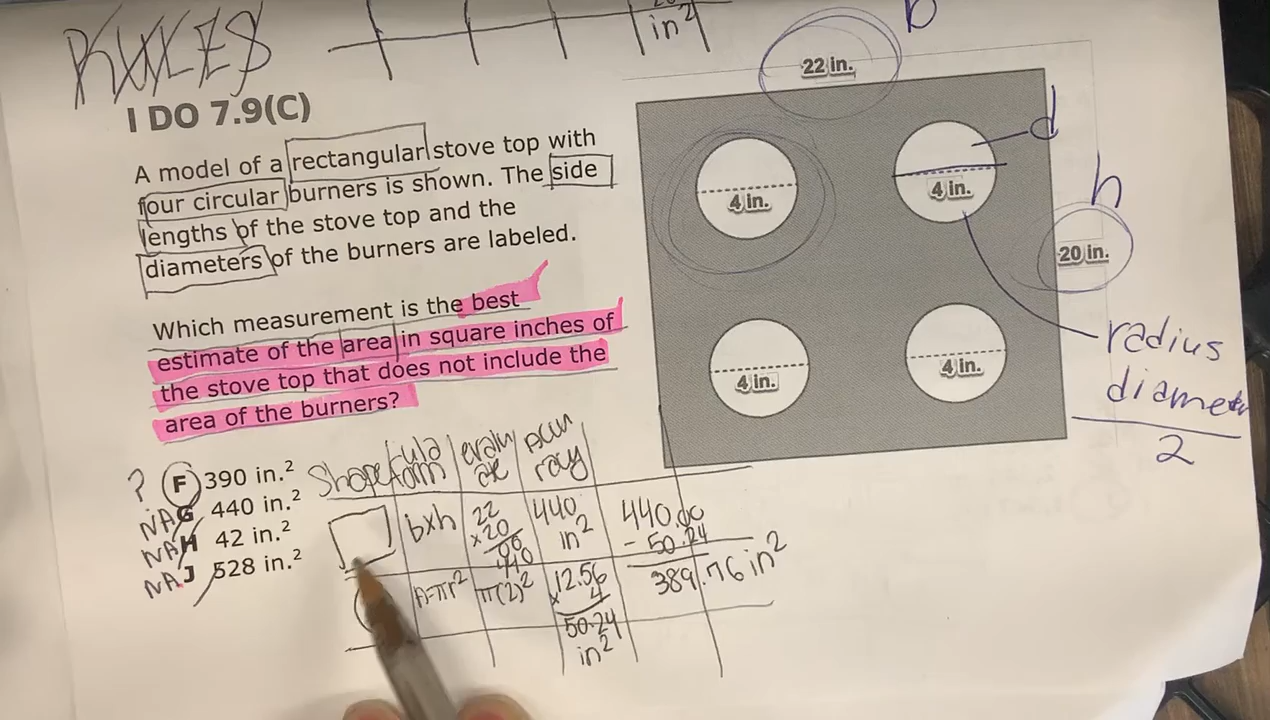 RULES
in²
b
22 in.
I DO 7.9(C)
A model of a rectangular stove top with
four circular burners is shown. The side
lengths of the stove top and the
diameters of the burners are labeled.
Which measurement is the best
estimate of the area in square inches of
the stove top that does not include the
area of the burners?
4 in.
4 in.
d
h
20 in.
4 in.
4 in.
radius
diameter
2
? F 390 in.²
NA G 440 in.²
NA H 42 in.²
NA J 528 in.²
Shape
bxh
22
x20
00
440
440
in²
440.00
- 50.24
389.76 in²
A=πr²
π(2)²
12.56
x 4
50.24
in²